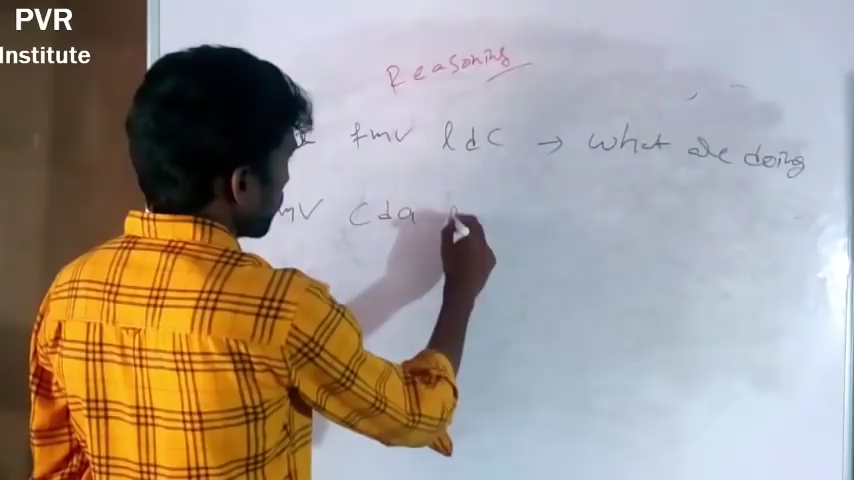 PVR
Institute
Reasoning
fmv ldc → what are doing
mv cda